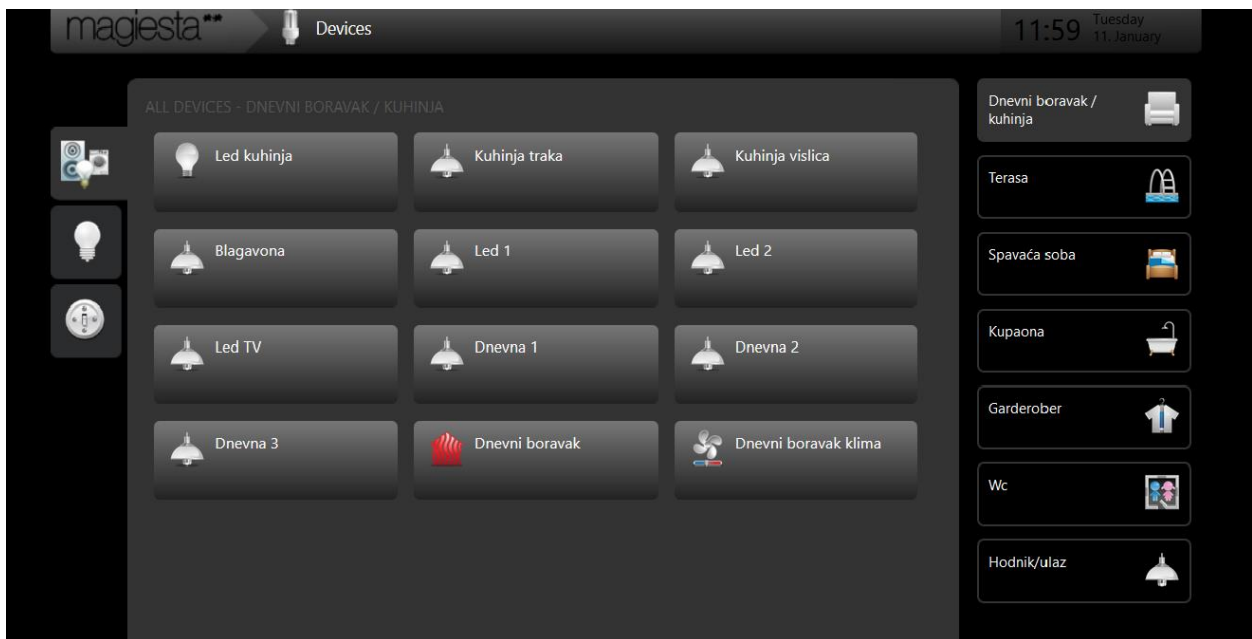 magiesta**
Devices
11:59
Tuesday
11. January
ALL DEVICES - DNEVNI BORAVAK / KUHINJA
Led kuhinja
Kuhinja traka
Kuhinja vislica
Blagavona
Led 1
Led 2
Led TV
Dnevna 1
Dnevna 2
Dnevna 3
Dnevni boravak
Dnevni boravak klima
Dnevni boravak /
kuhinja
Terasa
Spavaća soba
Kupaona
Garderober
Wc
Hodnik/ulaz